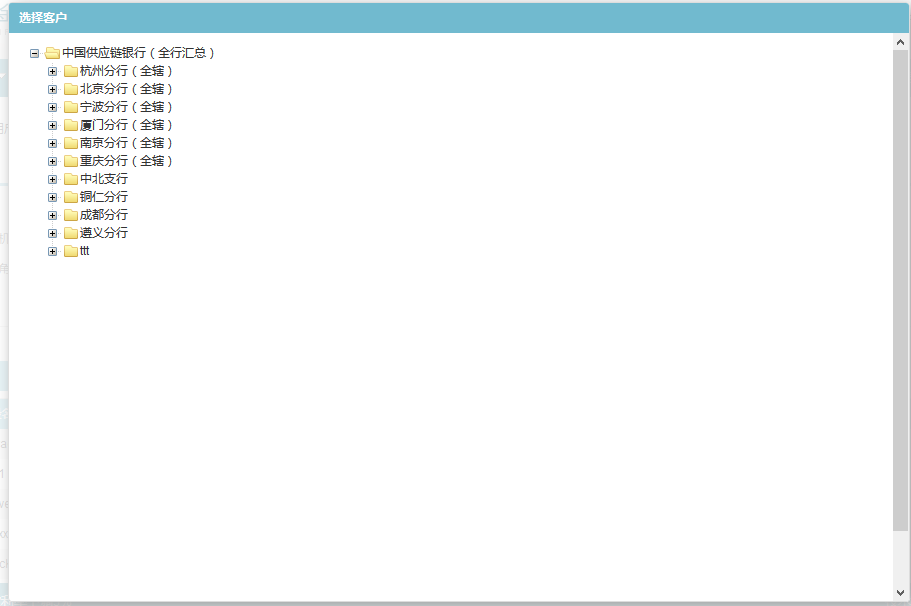 选择客户
中国供应链银行（全行汇总）
杭州分行（全辖）
北京分行（全辖）
宁波分行（全辖）
厦门分行（全辖）
南京分行（全辖）
重庆分行（全辖）
中北支行
铜仁分行
成都分行
遵义分行
ttt